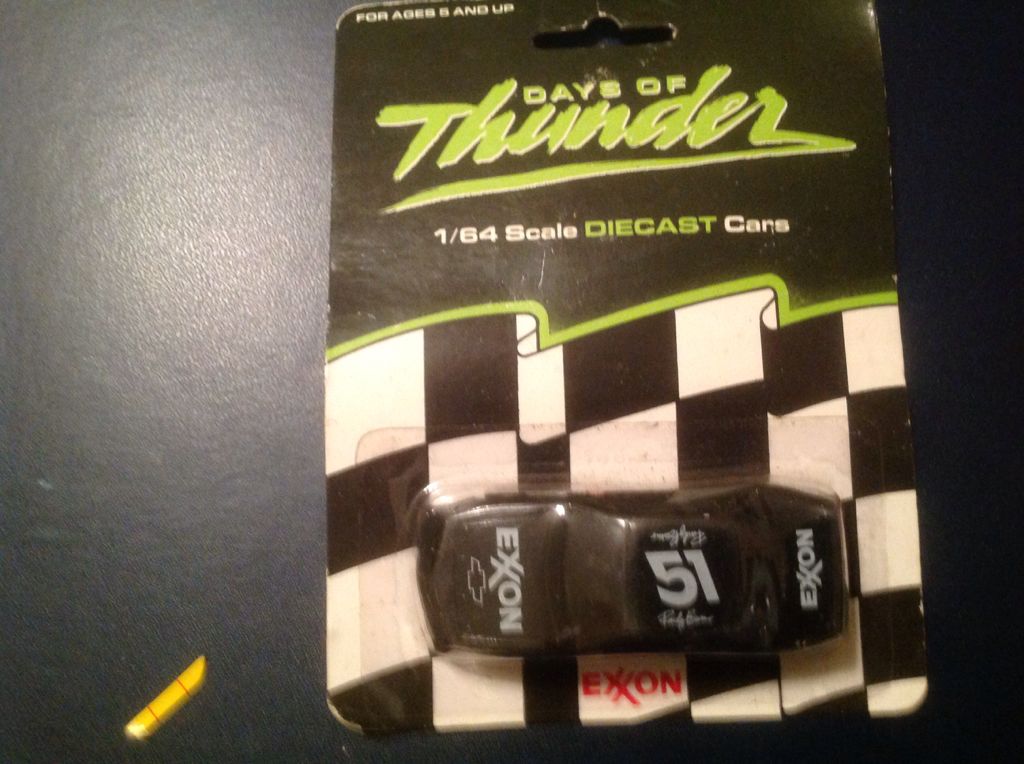 FOR AGES 5 AND UP
DAYS OF
Thunder
1/64 Scale DIECAST Cars
EXXON
51
EXXON
EXXON